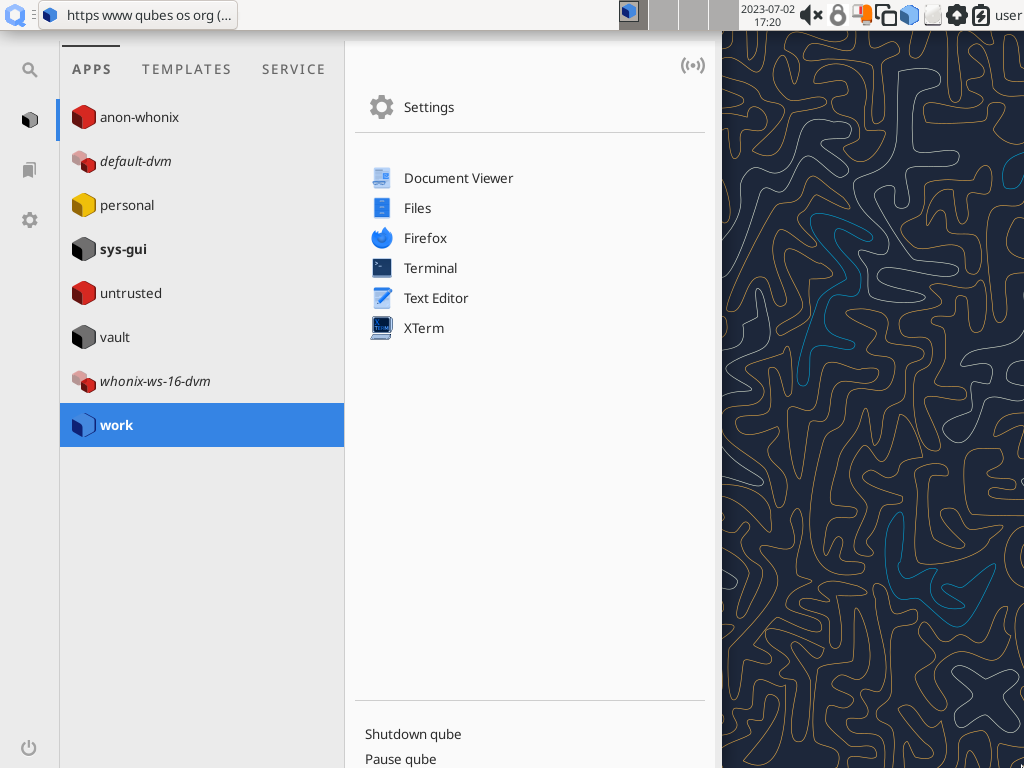 https www qubes os org (...
2023-07-02
17:20
user
APPS TEMPLATES SERVICE
anon-whonix
default-dvm
personal
sys-gui
untrusted
vault
whonix-ws-16-dvm
work
Settings
Document Viewer
Files
Firefox
Terminal
Text Editor
XTerm
Shutdown qube
Pause qube